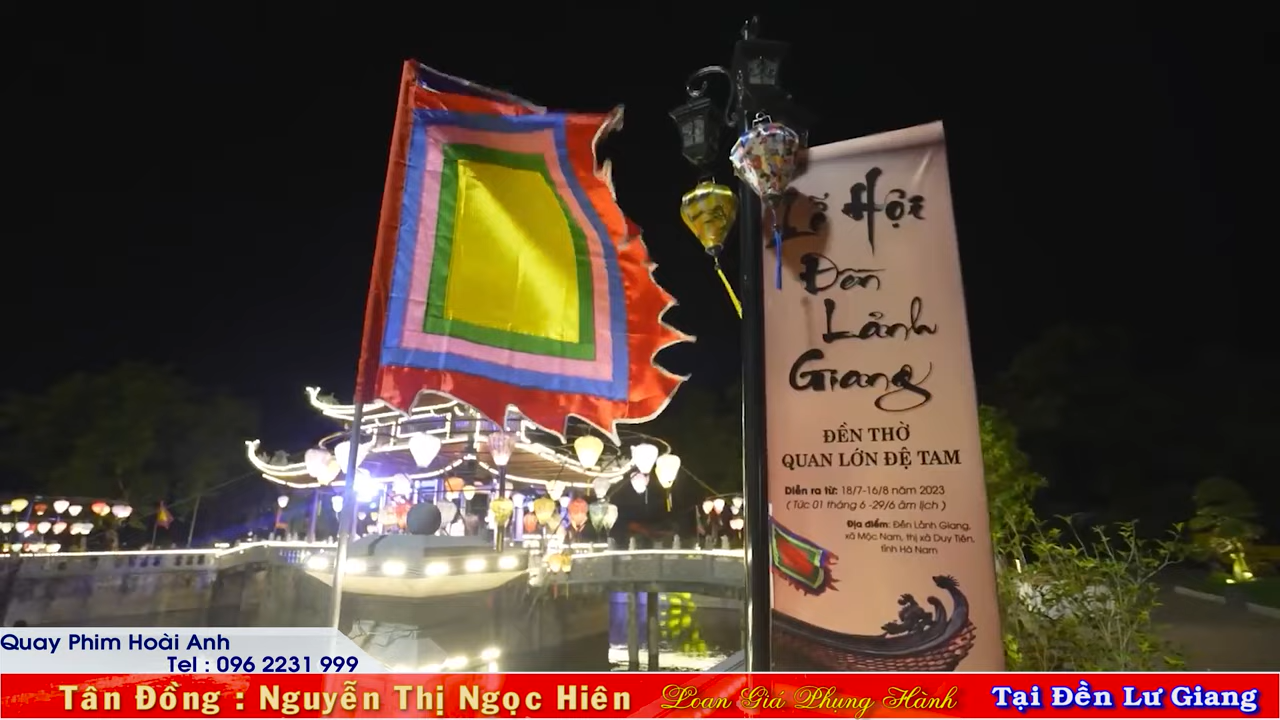 Lễ Hội
Đền
Lảnh
Giang
ĐỀN THỜ
QUAN LỚN ĐỆ TAM
Diễn ra từ: 18/7-16/8 năm 2023
( Tức 01 tháng 6 -29/6 âm lịch )
Địa điểm: Đền Lảnh Giang,
xã Mộc Nam, thị xã Duy Tiên,
tỉnh Hà Nam
Quay Phim Hoài Anh
Tel : 096 2231 999
Tân Đồng : Nguyễn Thị Ngọc Hiên Loan Giá Phụng Hành Tại Đền Lư Giang